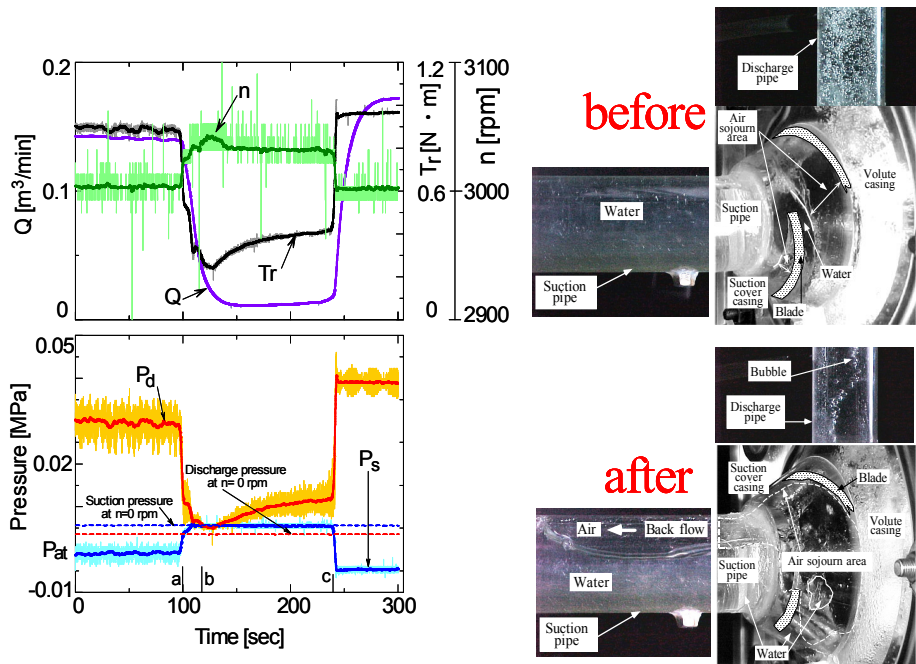 0.2
0.1
0
Q [m³/min]
n
Tr
Q
1.2
0.6
0
Tr [N・m]
3100
3000
2900
n [rpm]
0.05
0.02
-0.01
Pressure [MPa]
Pd
Discharge pressure
at n= 0 rpm
Ps
Suction pressure
at n=0 rpm
Pat
a
b
c
0
100
200
300
Time [sec]
before
Discharge
pipe
Air
sojourn
area
Volute
casing
Suction
pipe
Water
Suction
cover
casing
Blade
Water
Suction
pipe
after
Bubble
Discharge
pipe
Suction
cover
casing
Blade
Volute
casing
Air sojourn area
Suction
pipe
Water
Air
Back flow
Water
Suction
pipe